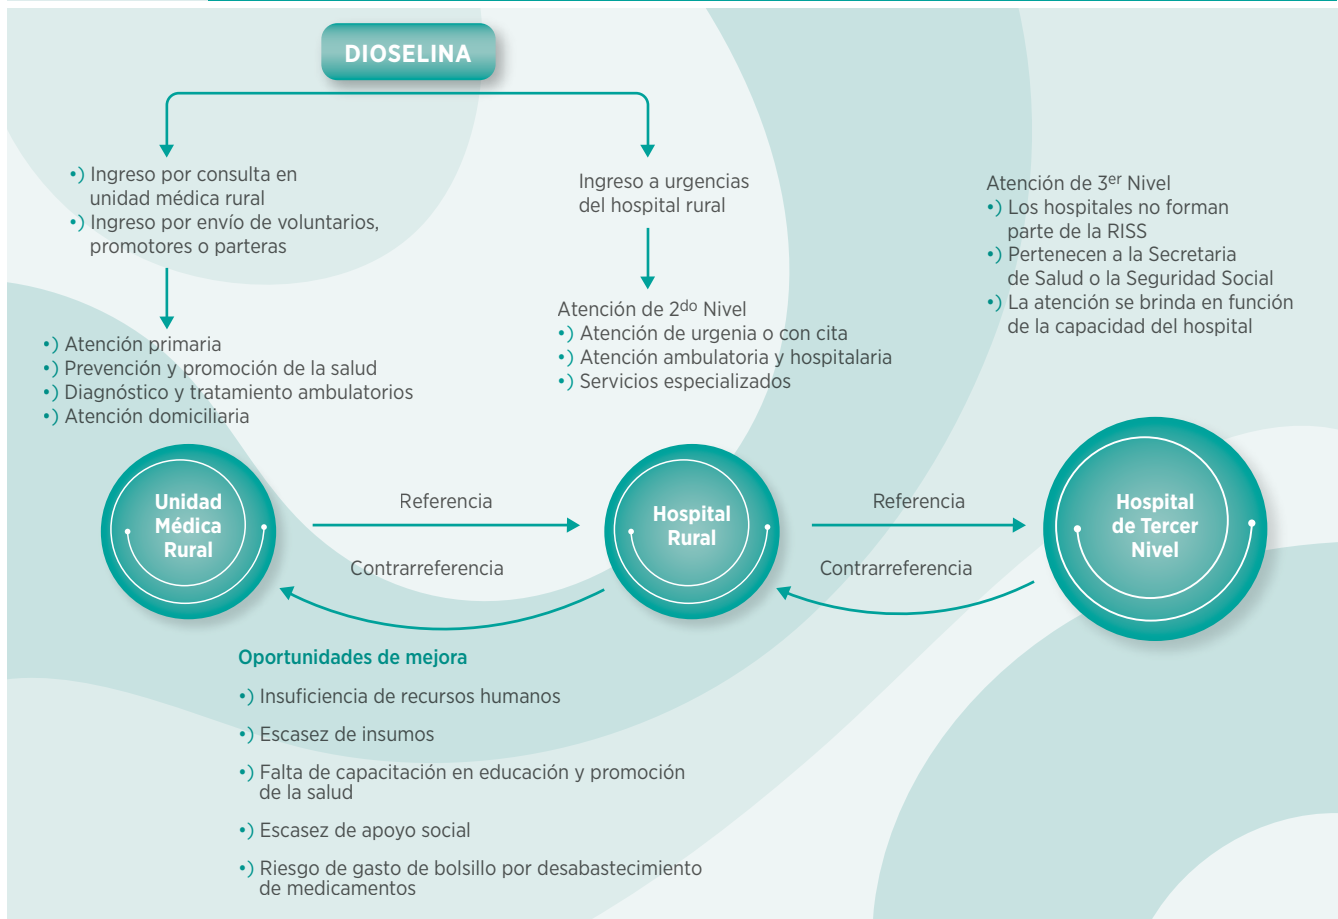 DIOSELINA
•) Ingreso por consulta en
unidad médica rural
•) Ingreso por envío de voluntarios,
promotores o parteras
Ingreso a urgencias
del hospital rural
Atención de 3er Nivel
•) Los hospitales no forman
parte de la RISS
•) Pertenecen a la Secretaria
de Salud o la Seguridad Social
•) La atención se brinda en función
de la capacidad del hospital
•) Atención primaria
•) Prevención y promoción de la salud
•) Diagnóstico y tratamiento ambulatorios
•) Atención domiciliaria
Atención de 2do Nivel
•) Atención de urgenia o con cita
•) Atención ambulatoria y hospitalaria
•) Servicios especializados
Unidad
Médica
Rural
Referencia
Contrarreferencia
Hospital
Rural
Referencia
Contrarreferencia
Hospital
de Tercer
Nivel
Oportunidades de mejora
•) Insuficiencia de recursos humanos
•) Escasez de insumos
•) Falta de capacitación en educación y promoción
de la salud
•) Escasez de apoyo social
•) Riesgo de gasto de bolsillo por desabastecimiento
de medicamentos